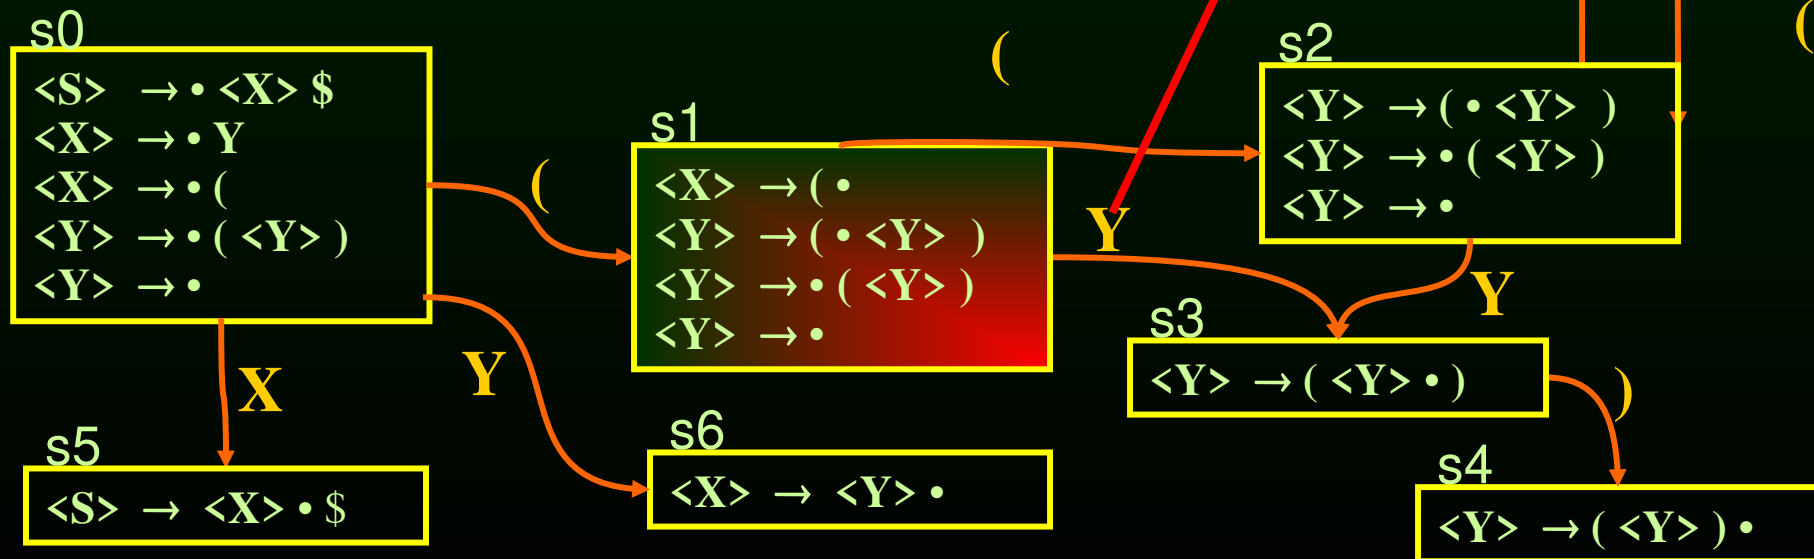 s0
<S> → • <X> $
<X> → • Y
<X> → • (
<Y> → • ( <Y> )
<Y> → •
(
X
Y
s5
<S> → <X> • $
s1
<X> → ( •
<Y> → ( • <Y> )
<Y> → • ( <Y> )
<Y> → •
(
Y
s6
<X> → <Y> •
s2
<Y> → ( • <Y> )
<Y> → • ( <Y> )
<Y> → •
(
Y
s3
<Y> → ( <Y> • )
)
s4
<Y> → ( <Y> ) •